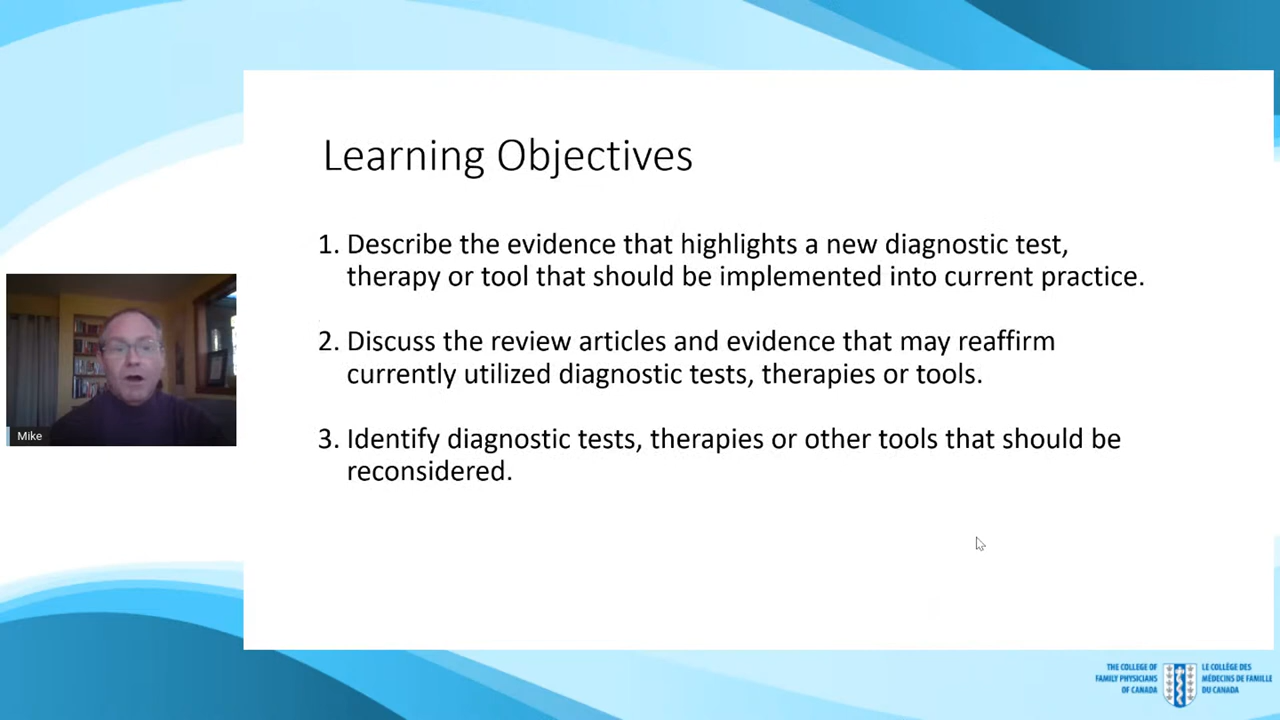 Learning Objectives
1. Describe the evidence that highlights a new diagnostic test,
therapy or tool that should be implemented into current practice.
2. Discuss the review articles and evidence that may reaffirm
currently utilized diagnostic tests, therapies or tools.
3. Identify diagnostic tests, therapies or other tools that should be
reconsidered.
Mike
THE COLLEGE OF
FAMILY PHYSICIANS
OF CANADA
LE COLLÈGE DES
MÉDECINS DE FAMILLE
DU CANADA